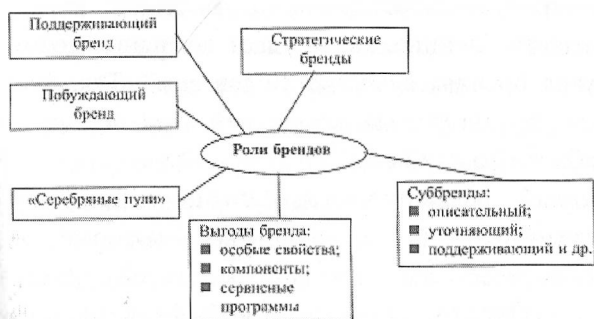 Поддерживающий
бренд
Стратегические
бренды
Побуждающий
бренд
Роли брендов
«Серебряные пули»
Выгоды бренда:
особые свойства;
компоненты;
сервисные
программы
Суббренды:
описательный;
уточняющий;
поддерживающий и др.